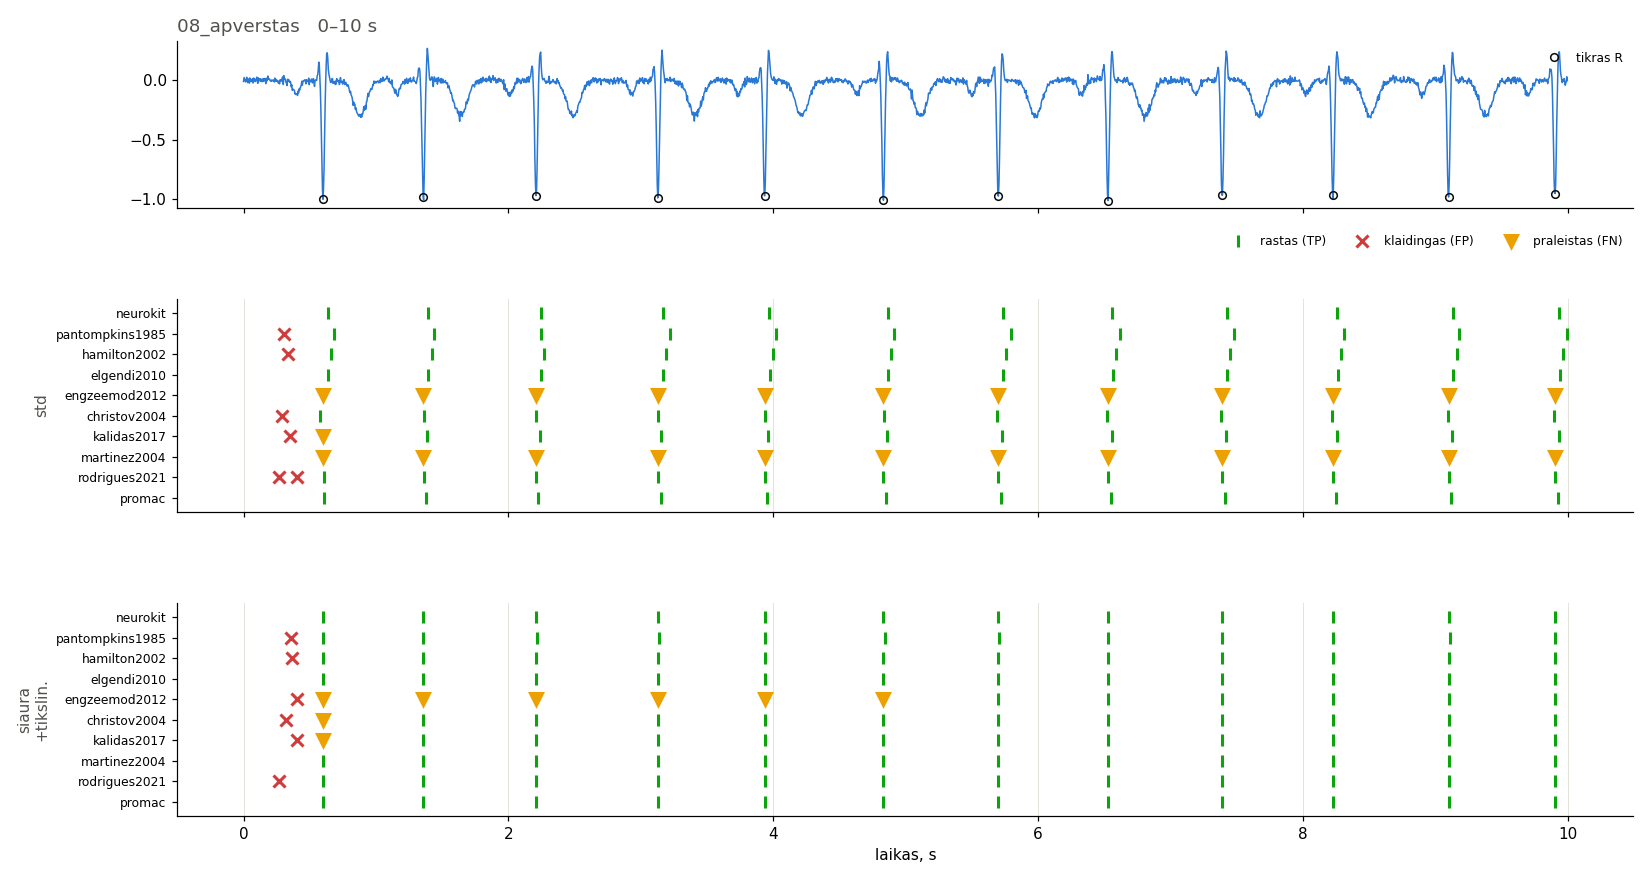 08_apverstas 0–10 s
tikras R
0.0
−0.5
−1.0
rastas (TP) klaidingas (FP) praleistas (FN)
std
neurokit
pantompkins1985
hamilton2002
elgendi2010
engzeemod2012
christov2004
kalidas2017
martinez2004
rodrigues2021
promac
siaura
+tikslin.
neurokit
pantompkins1985
hamilton2002
elgendi2010
engzeemod2012
christov2004
kalidas2017
martinez2004
rodrigues2021
promac
0 2 4 6 8 10
laikas, s